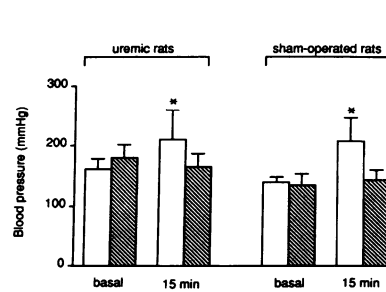 uremic rats sham-operated rats
Blood pressure (mmHg)
300
200
100
0
* *
basal 15 min basal 15 min